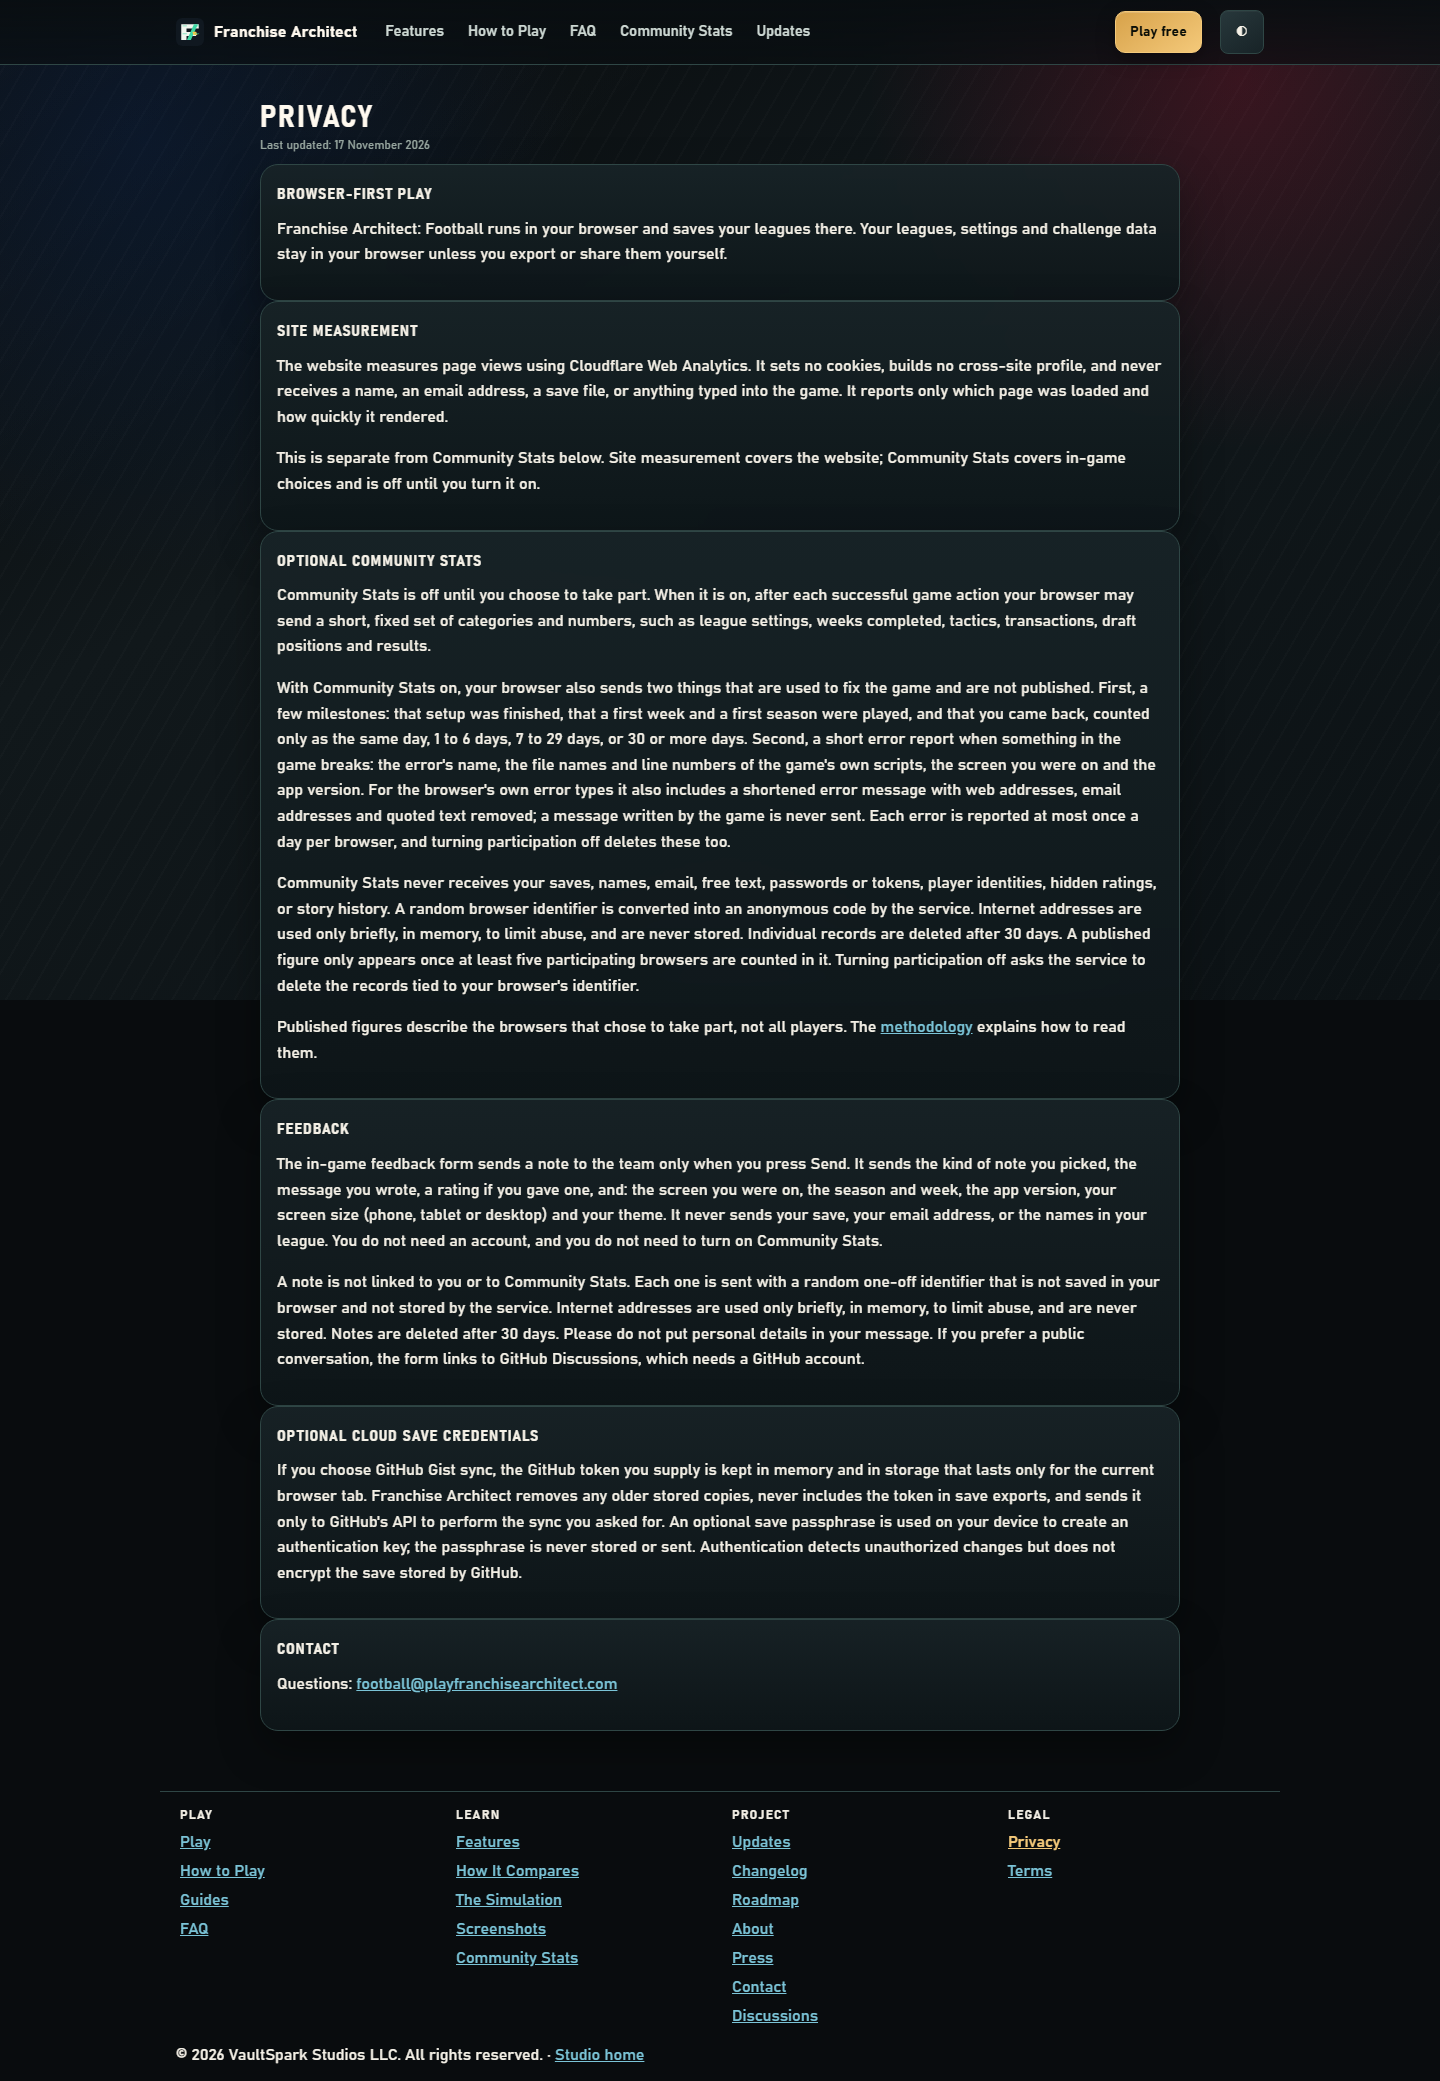 Franchise Architect Features How to Play FAQ Community Stats Updates Play free
PRIVACY
Last updated: 17 November 2026
BROWSER-FIRST PLAY
Franchise Architect: Football runs in your browser and saves your leagues there. Your leagues, settings and challenge data
stay in your browser unless you export or share them yourself.
SITE MEASUREMENT
The website measures page views using Cloudflare Web Analytics. It sets no cookies, builds no cross-site profile, and never
receives a name, an email address, a save file, or anything typed into the game. It reports only which page was loaded and
how quickly it rendered.
This is separate from Community Stats below. Site measurement covers the website; Community Stats covers in-game
choices and is off until you turn it on.
OPTIONAL COMMUNITY STATS
Community Stats is off until you choose to take part. When it is on, after each successful game action your browser may
send a short, fixed set of categories and numbers, such as league settings, weeks completed, tactics, transactions, draft
positions and results.
With Community Stats on, your browser also sends two things that are used to fix the game and are not published. First, a
few milestones: that setup was finished, that a first week and a first season were played, and that you came back, counted
only as the same day, 1 to 6 days, 7 to 29 days, or 30 or more days. Second, a short error report when something in the
game breaks: the error's name, the file names and line numbers of the game's own scripts, the screen you were on and the
app version. For the browser's own error types it also includes a shortened error message with web addresses, email
addresses and quoted text removed; a message written by the game is never sent. Each error is reported at most once a
day per browser, and turning participation off deletes these too.
Community Stats never receives your saves, names, email, free text, passwords or tokens, player identities, hidden ratings,
or story history. A random browser identifier is converted into an anonymous code by the service. Internet addresses are
used only briefly, in memory, to limit abuse, and are never stored. Individual records are deleted after 30 days. A published
figure only appears once at least five participating browsers are counted in it. Turning participation off asks the service to
delete the records tied to your browser's identifier.
Published figures describe the browsers that chose to take part, not all players. The methodology explains how to read
them.
FEEDBACK
The in-game feedback form sends a note to the team only when you press Send. It sends the kind of note you picked, the
message you wrote, a rating if you gave one, and: the screen you were on, the season and week, the app version, your
screen size (phone, tablet or desktop) and your theme. It never sends your save, your email address, or the names in your
league. You do not need an account, and you do not need to turn on Community Stats.
A note is not linked to you or to Community Stats. Each one is sent with a random one-off identifier that is not saved in your
browser and not stored by the service. Internet addresses are used only briefly, in memory, to limit abuse, and are never
stored. Notes are deleted after 30 days. Please do not put personal details in your message. If you prefer a public
conversation, the form links to GitHub Discussions, which needs a GitHub account.
OPTIONAL CLOUD SAVE CREDENTIALS
If you choose GitHub Gist sync, the GitHub token you supply is kept in memory and in storage that lasts only for the current
browser tab. Franchise Architect removes any older stored copies, never includes the token in save exports, and sends it
only to GitHub's API to perform the sync you asked for. An optional save passphrase is used on your device to create an
authentication key; the passphrase is never stored or sent. Authentication detects unauthorized changes but does not
encrypt the save stored by GitHub.
CONTACT
Questions: football@playfranchisearchitect.com
PLAY
Play
How to Play
Guides
FAQ
LEARN
Features
How It Compares
The Simulation
Screenshots
Community Stats
PROJECT
Updates
Changelog
Roadmap
About
Press
Contact
Discussions
LEGAL
Privacy
Terms
© 2026 VaultSpark Studios LLC. All rights reserved. · Studio home